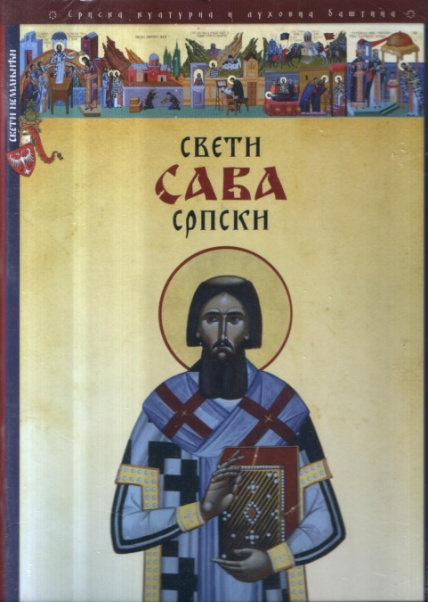 српска културна и духовна баштина
СВЕТИ НЕМАЊИЋИ
СВЕТИ
САВА
СРПСКИ